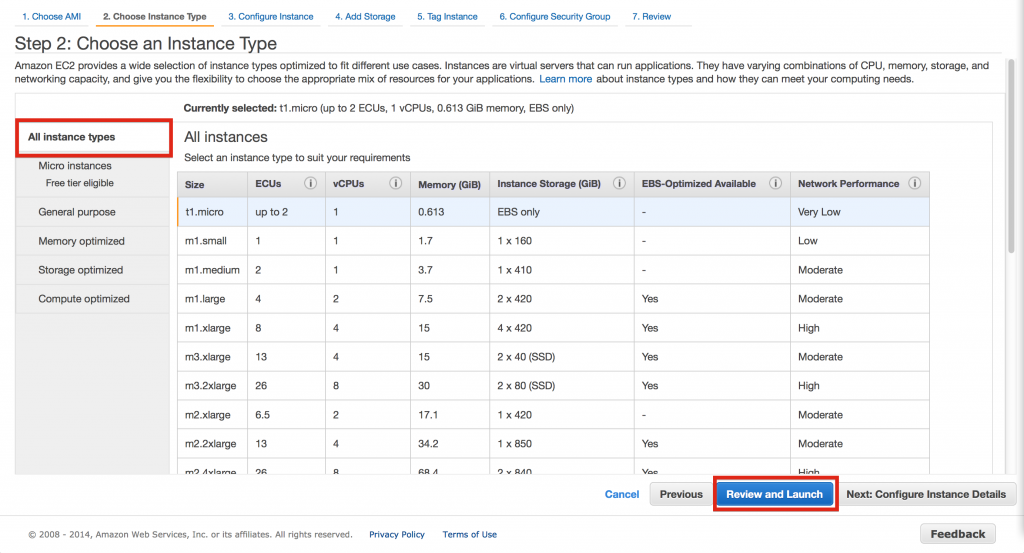 1. Choose AMI 2. Choose Instance Type 3. Configure Instance 4. Add Storage 5. Tag Instance 6. Configure Security Group 7. Review
Step 2: Choose an Instance Type
Amazon EC2 provides a wide selection of instance types optimized to fit different use cases. Instances are virtual servers that can run applications. They have varying combinations of CPU, memory, storage, and
networking capacity, and give you the flexibility to choose the appropriate mix of resources for your applications. Learn more about instance types and how they can meet your computing needs.
Currently selected: t1.micro (up to 2 ECUs, 1 vCPUs, 0.613 GiB memory, EBS only)
All instance types
Micro instances
Free tier eligible
General purpose
Memory optimized
Storage optimized
Compute optimized
All instances
Select an instance type to suit your requirements
Size ECUs i vCPUs i Memory (GiB) Instance Storage (GiB) i EBS-Optimized Available i Network Performance i
t1.micro up to 2 1 0.613 EBS only - Very Low
m1.small 1 1 1.7 1 x 160 - Low
m1.medium 2 1 3.7 1 x 410 - Moderate
m1.large 4 2 7.5 2 x 420 Yes Moderate
m1.xlarge 8 4 15 4 x 420 Yes High
m3.xlarge 13 4 15 2 x 40 (SSD) Yes Moderate
m3.2xlarge 26 8 30 2 x 80 (SSD) Yes High
m2.xlarge 6.5 2 17.1 1 x 420 - Moderate
m2.2xlarge 13 4 34.2 1 x 850 Yes Moderate
m2.4xlarge 26 8 68.4 2 x 840 Yes High
Cancel Previous Review and Launch Next: Configure Instance Details
© 2008 - 2014, Amazon Web Services, Inc. or its affiliates. All rights reserved. Privacy Policy Terms of Use Feedback